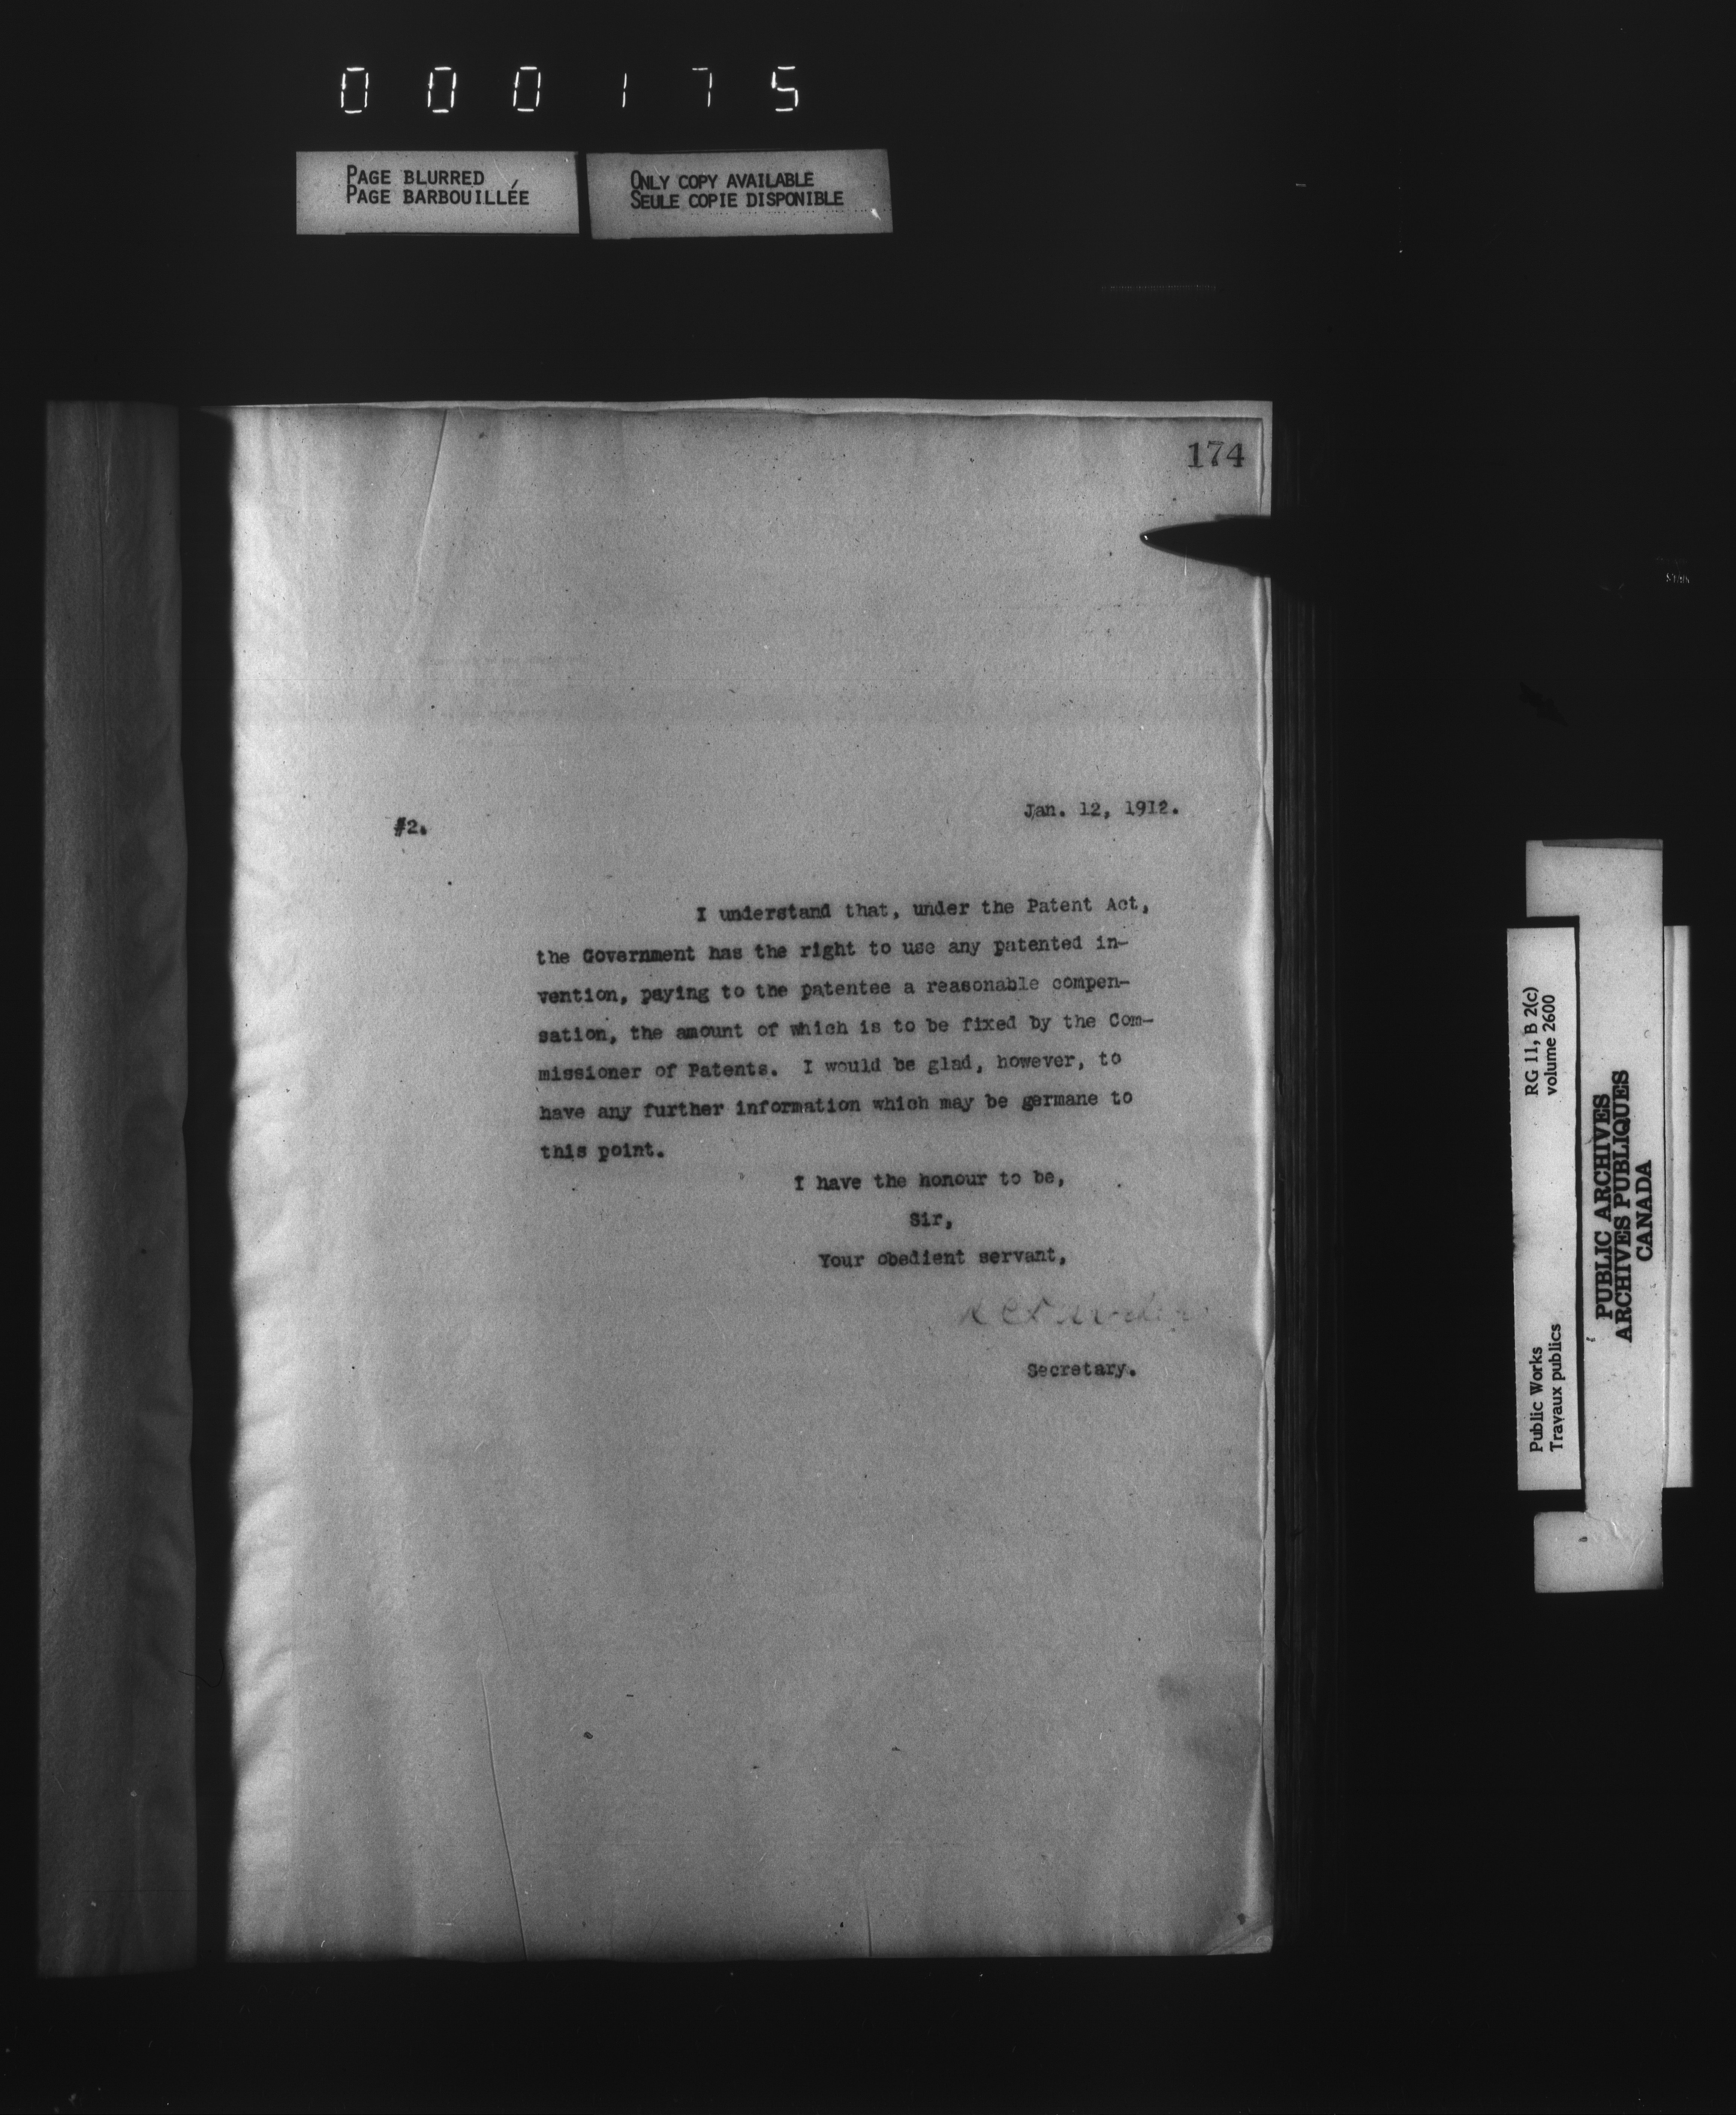 000175
PAGE BLURRED
PAGE BARBOUILLÉE
ONLY COPY AVAILABLE
SEULE COPIE DISPONIBLE
174
Jan. 12, 1912.
#2.
I understand that, under the Patent Act,
the Government has the right to use any patented in-
vention, paying to the patentee a reasonable compen-
sation, the amount of which is to be fixed by the Com-
missioner of Patents. I would be glad, however, to
have any further information which may be germane to
this point.
I have the honour to be,
Sir,
Your obedient servant,
Secretary.
Public Works
Travaux publics
RG 11, B 2(c)
volume 2600
PUBLIC ARCHIVES
ARCHIVES PUBLIQUES
CANADA